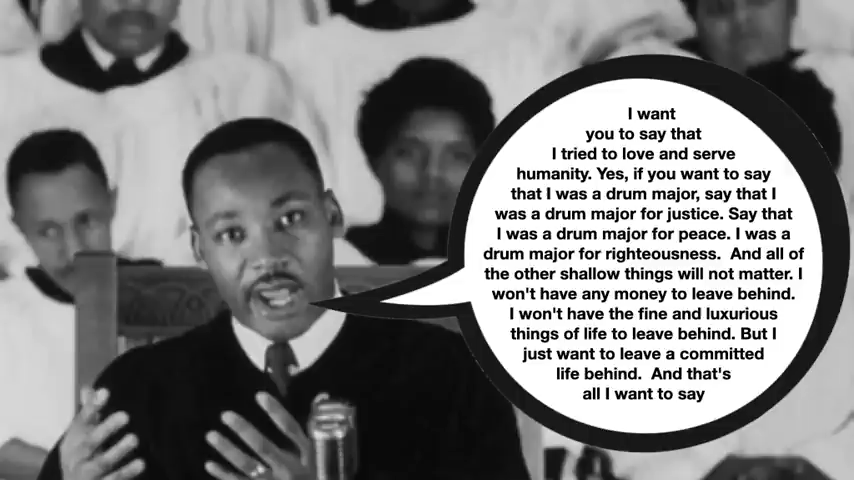 I want
you to say that
I tried to love and serve
humanity. Yes, if you want to say
that I was a drum major, say that I
was a drum major for justice. Say that
I was a drum major for peace. I was a
drum major for righteousness.  And all of
the other shallow things will not matter. I
won't have any money to leave behind.
I won't have the fine and luxurious
things of life to leave behind. But I
just want to leave a committed
life behind.  And that's
all I want to say